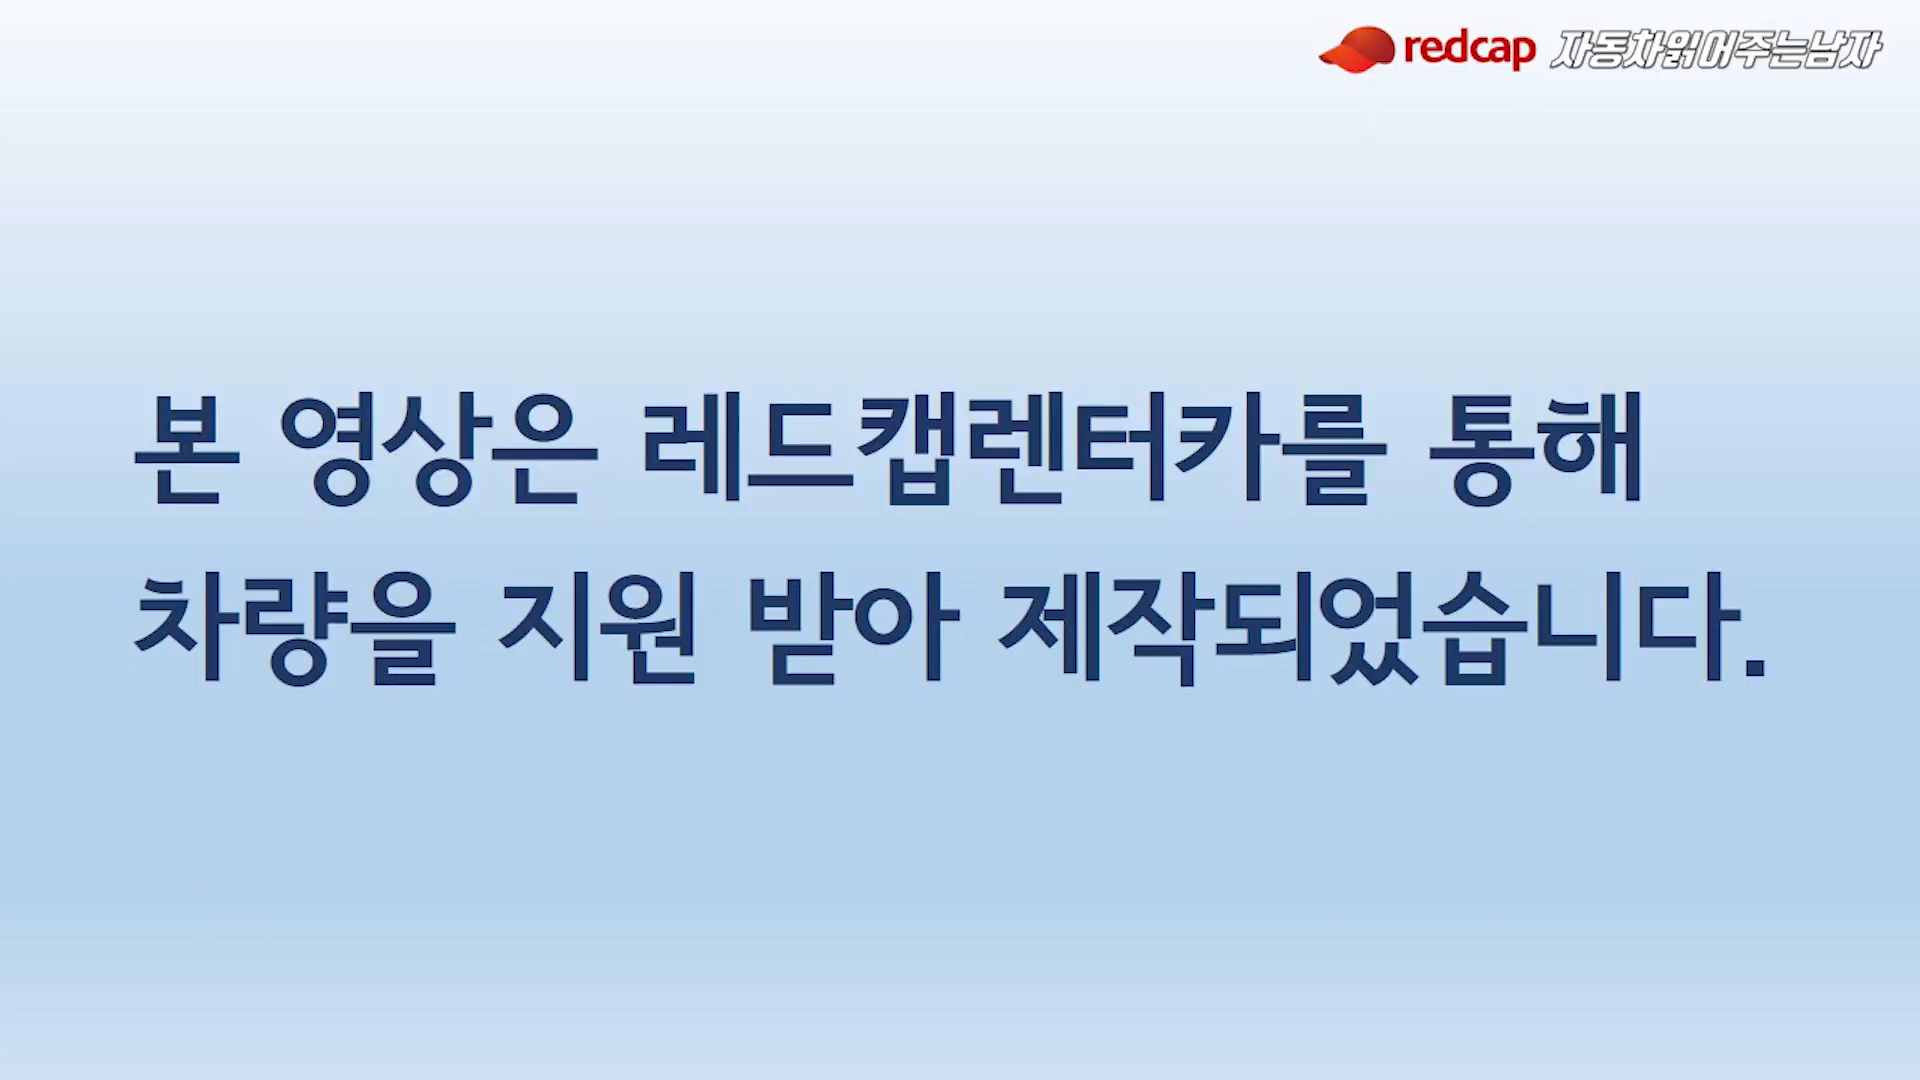 redcap 자동차읽어주는남자
본 영상은 레드캡렌터카를 통해
차량을 지원 받아 제작되었습니다.